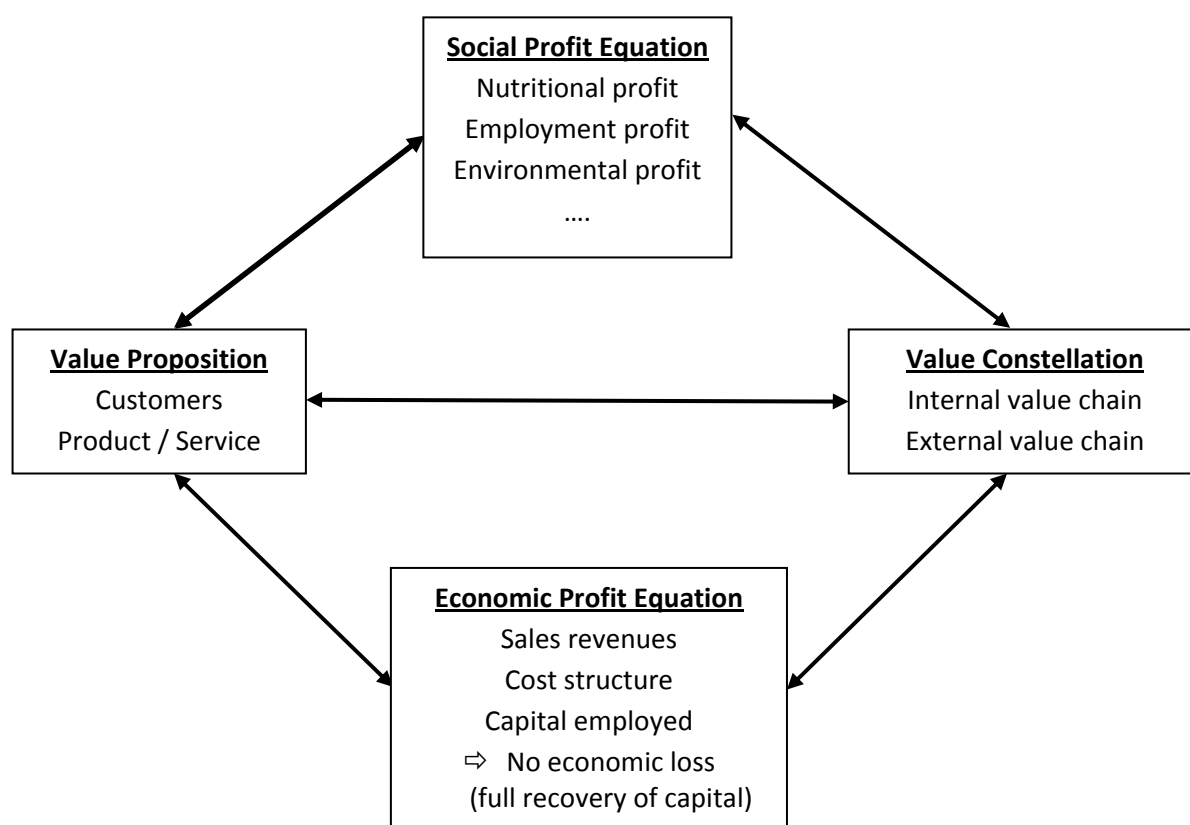 Social Profit Equation
Nutritional profit
Employment profit
Environmental profit
....
Value Proposition
Customers
Product / Service
Value Constellation
Internal value chain
External value chain
Economic Profit Equation
Sales revenues
Cost structure
Capital employed
⇨ No economic loss
(full recovery of capital)